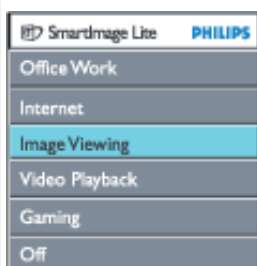 SmartImage Lite PHILIPS
Office Work
Internet
Image Viewing
Video Playback
Gaming
Off